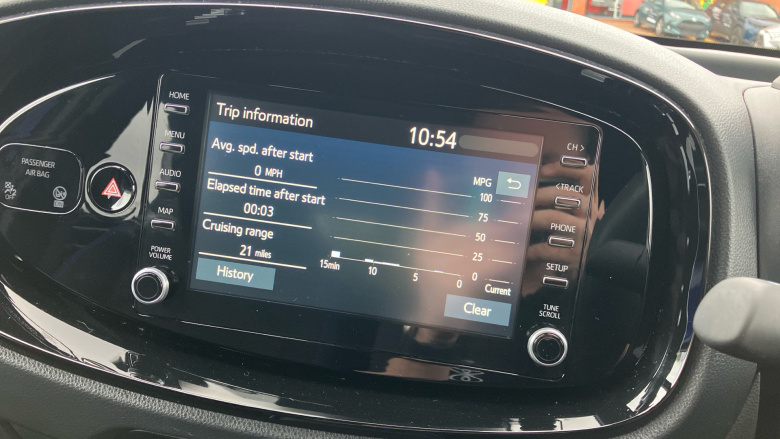 HOME
MENU
AUDIO
MAP
POWER
VOLUME
PASSENGER
AIR BAG
OFF
Trip information
10:54
Avg. spd. after start
0 MPH
Elapsed time after start
00:03
Cruising range
21 miles
History
MPG
100
75
50
25
0
15min
10
5
0
Current
Clear
CH >
< TRACK
PHONE
SETUP
TUNE
SCROLL